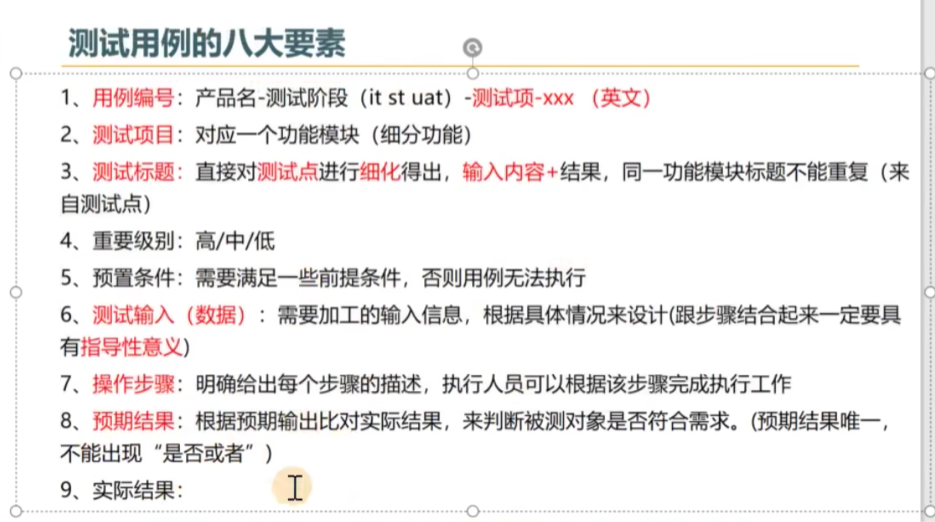 测试用例的八大要素
1、用例编号：产品名-测试阶段（it st uat）-测试项-xxx （英文）
2、测试项目：对应一个功能模块（细分功能）
3、测试标题：直接对测试点进行细化得出，输入内容+结果，同一功能模块标题不能重复（来
自测试点）
4、重要级别：高/中/低
5、预置条件：需要满足一些前提条件，否则用例无法执行
6、测试输入（数据）：需要加工的输入信息，根据具体情况来设计(跟步骤结合起来一定要具
有指导性意义)
7、操作步骤：明确给出每个步骤的描述，执行人员可以根据该步骤完成执行工作
8、预期结果：根据预期输出比对实际结果，来判断被测对象是否符合需求。(预期结果唯一，
不能出现“是否或者”)
9、实际结果：